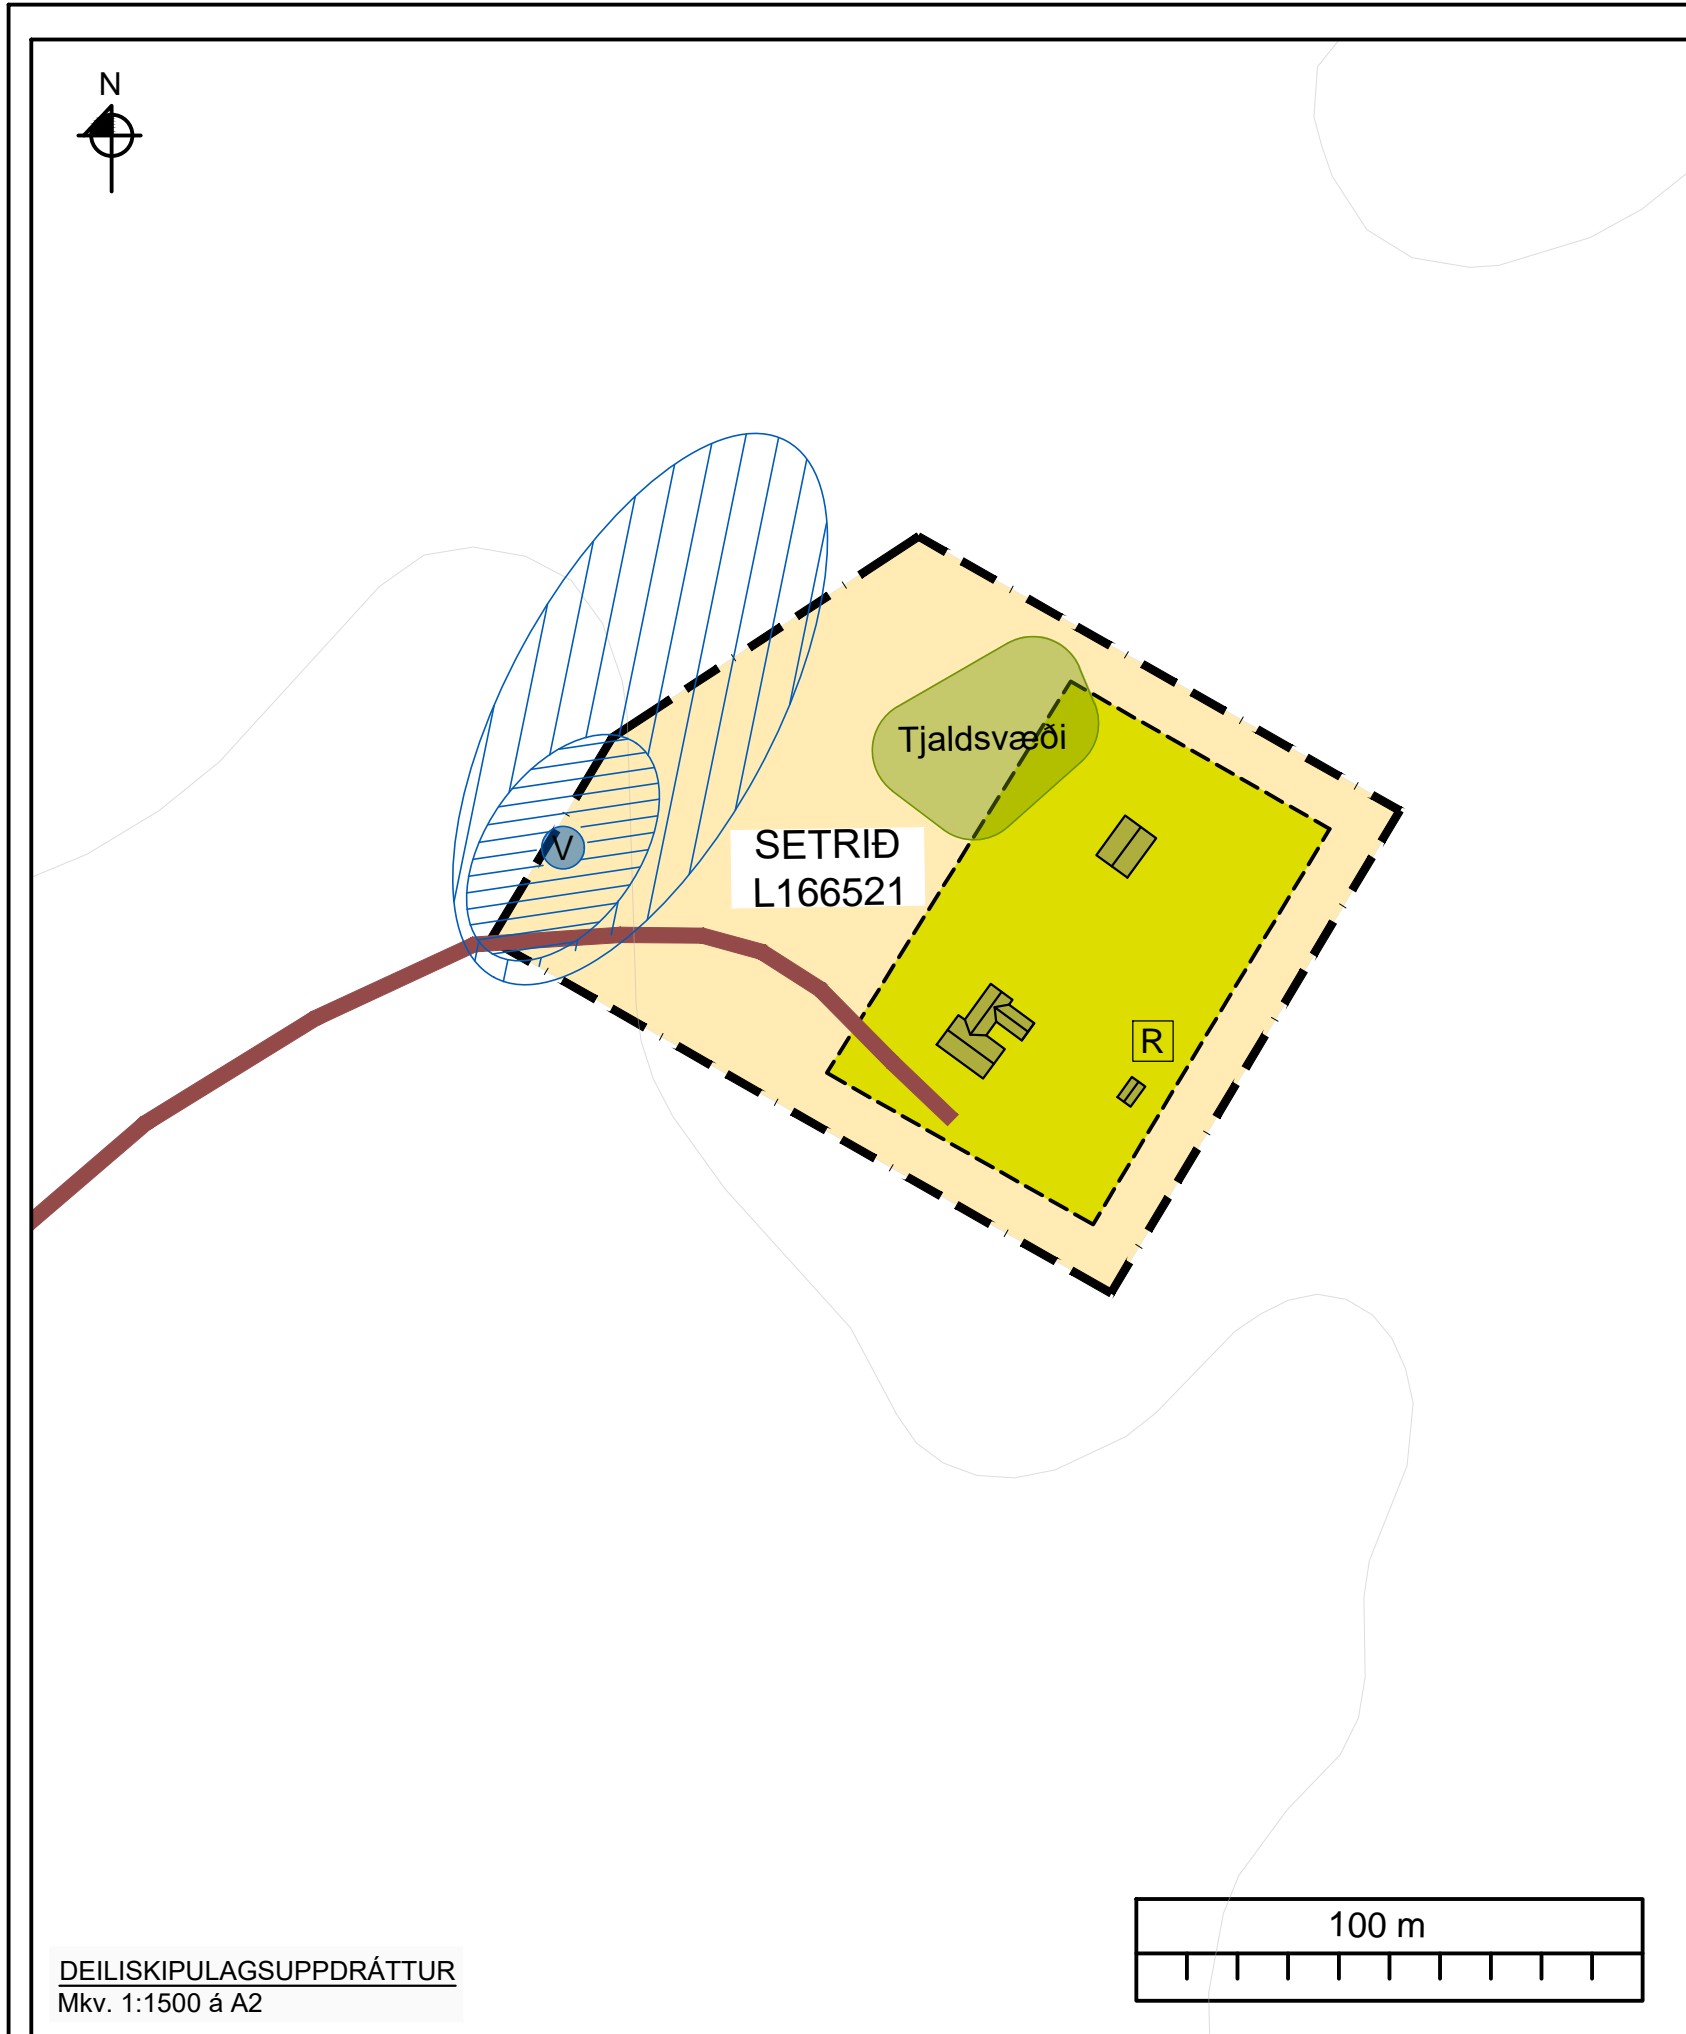 N
Tjaldsvæði
SETRIÐ
L166521
V
R
100 m
DEILISKIPULAGSUPPDRÁTTUR
Mkv. 1:1500 á A2